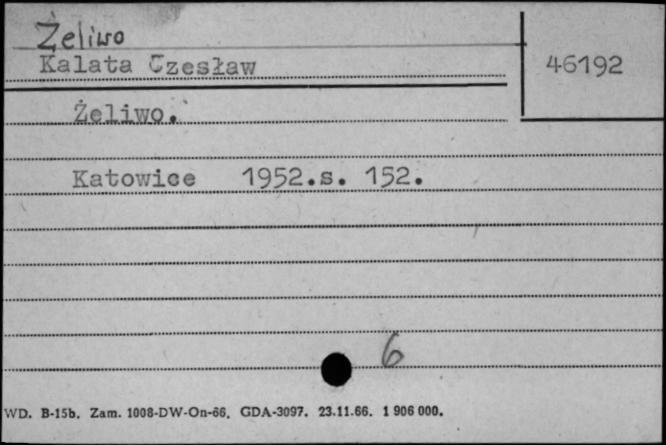 Żeliwo
Kalata Czesław
46192
Żeliwo.
Katowice 1952.s. 152.
6
WD. B-15b. Zam. 1008-DW-On-66. GDA-3097. 23.11.66. 1 906 000.